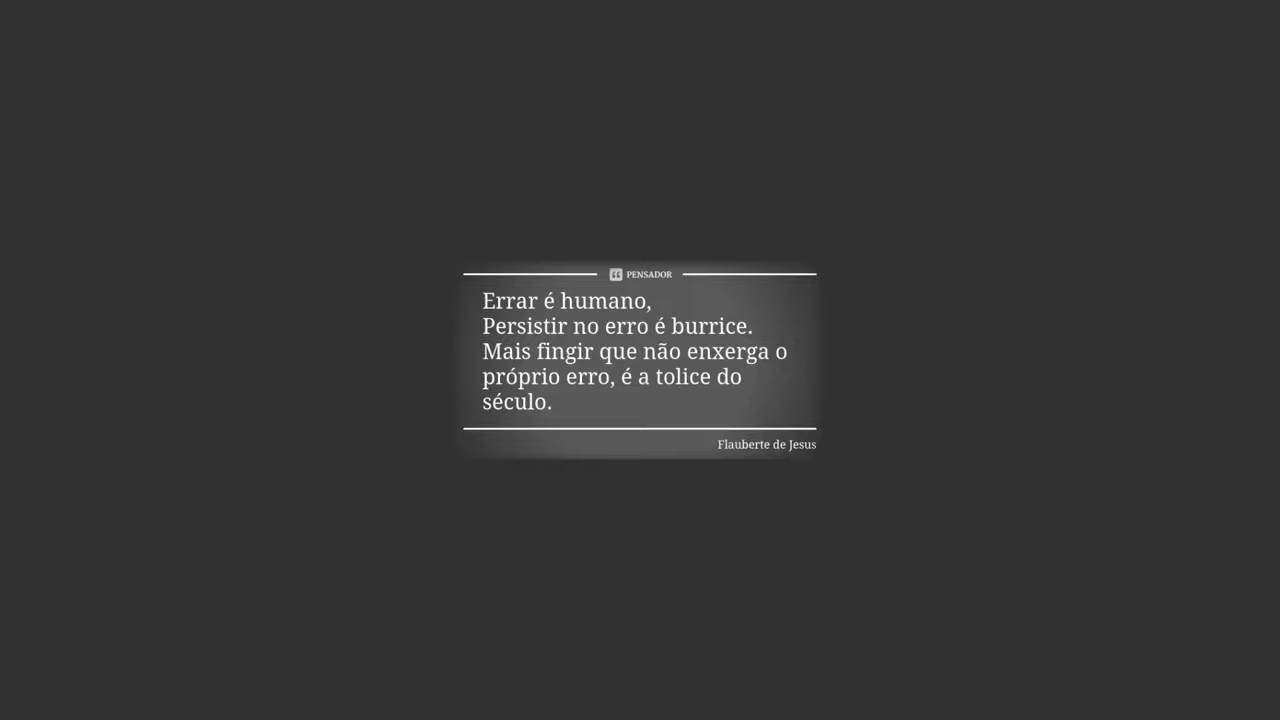 PENSADOR
Errar é humano,
Persistir no erro é burrice.
Mais fingir que não enxerga o
próprio erro, é a tolice do
século.
Flauberte de Jesus